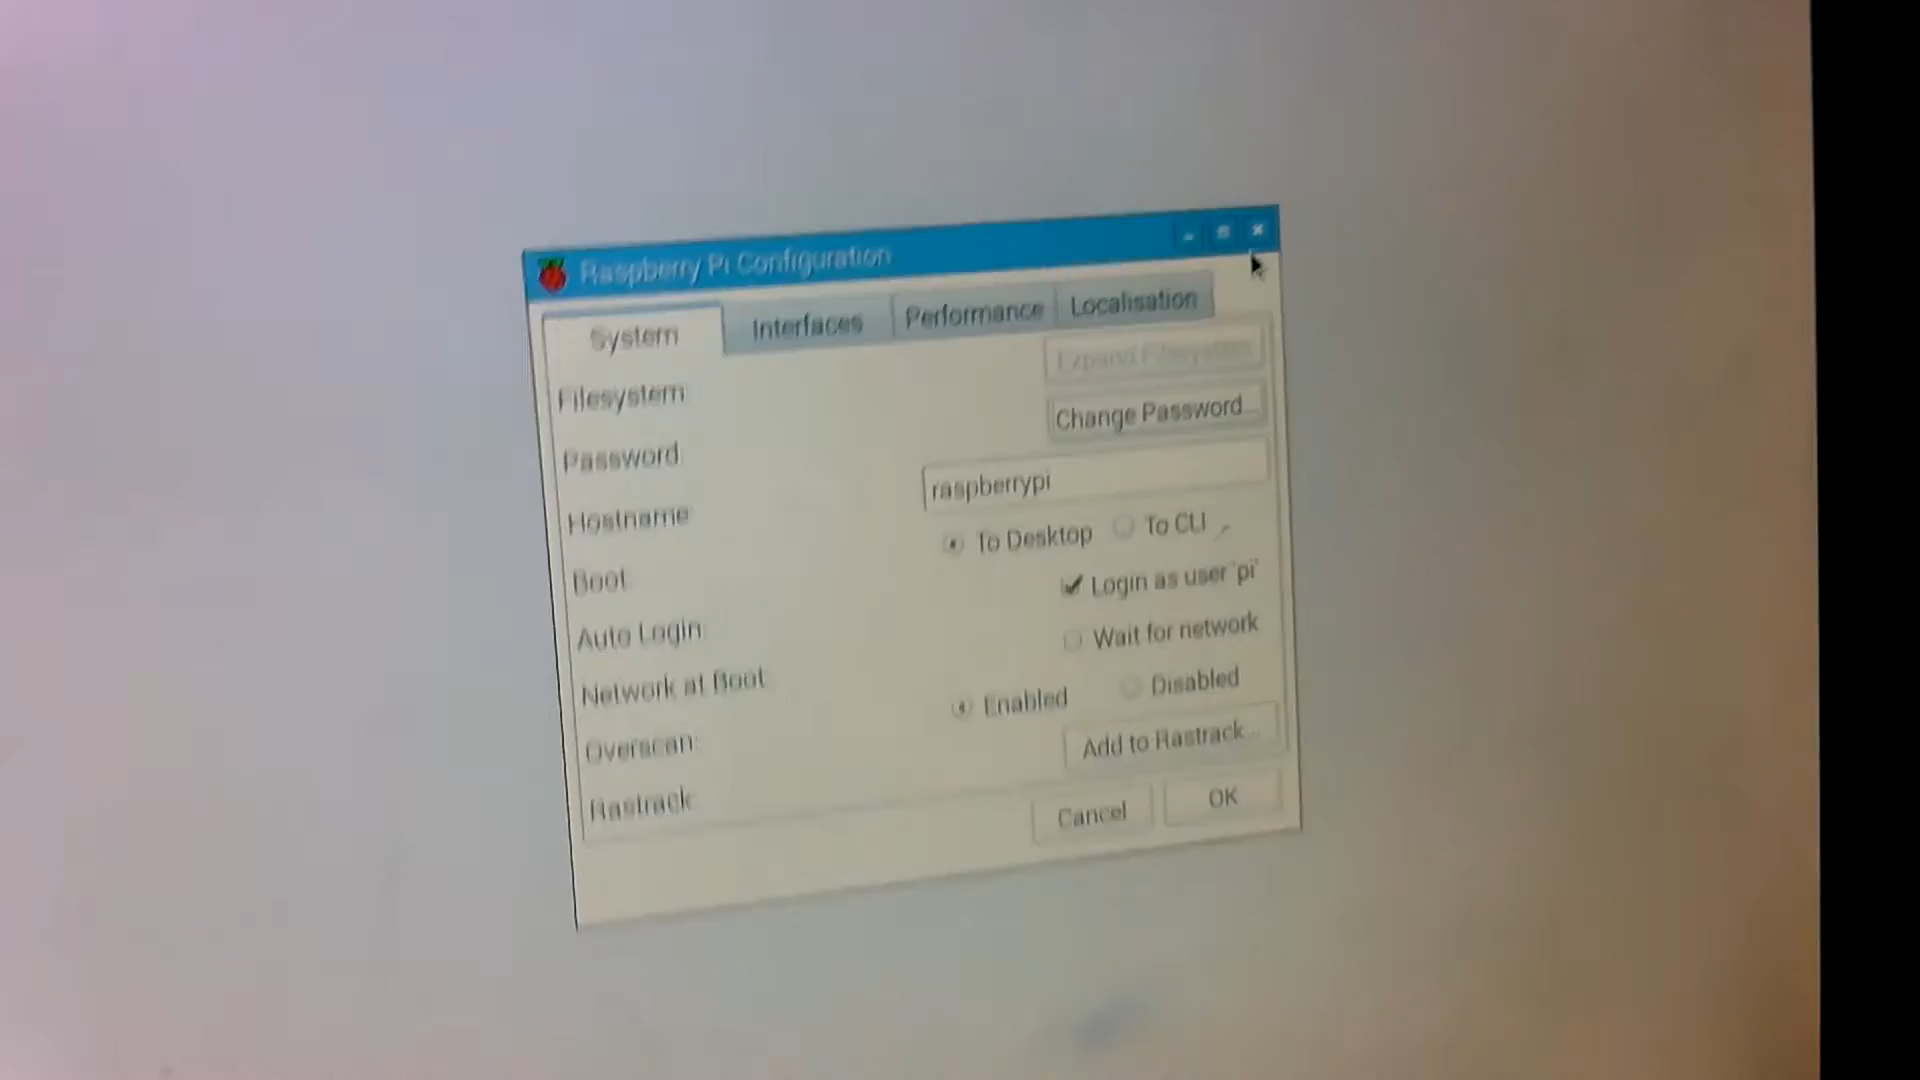 Raspberry Pi Configuration
System Interfaces Performance Localisation
Filesystem: Expand Filesystem
Password: Change Password...
Hostname: raspberrypi
Boot: To Desktop To CLI
Auto Login: Login as user 'pi'
Network at Boot: Wait for network
Overscan: Enabled Disabled
Rastrack: Add to Rastrack...
Cancel OK